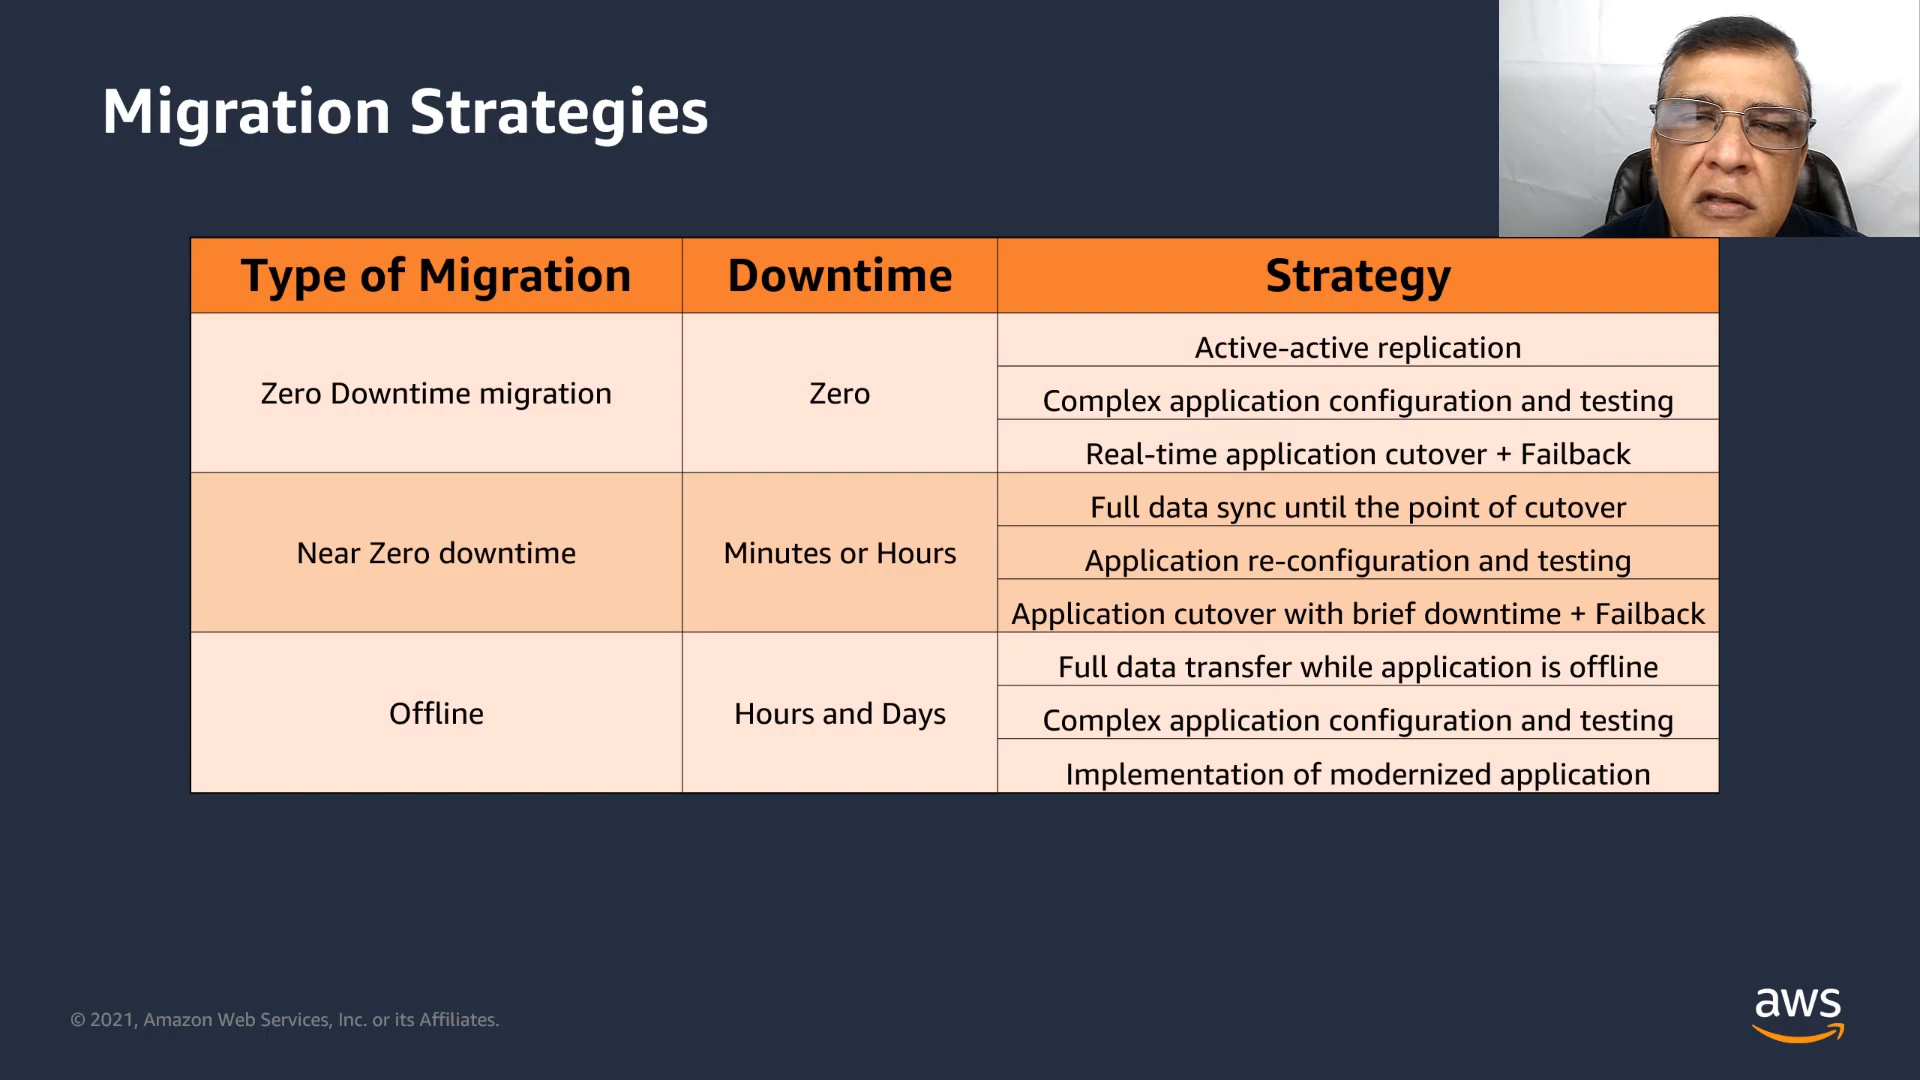 Migration Strategies
Type of Migration
Downtime
Strategy
Zero Downtime migration
Zero
Active-active replication
Complex application configuration and testing
Real-time application cutover + Failback
Near Zero downtime
Minutes or Hours
Full data sync until the point of cutover
Application re-configuration and testing
Application cutover with brief downtime + Failback
Offline
Hours and Days
Full data transfer while application is offline
Complex application configuration and testing
Implementation of modernized application
© 2021, Amazon Web Services, Inc. or its Affiliates.
aws